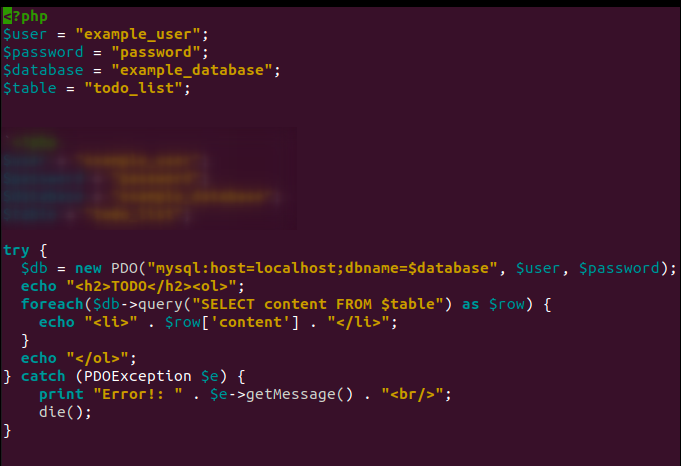 <?php
$user = "example_user";
$password = "password";
$database = "example_database";
$table = "todo_list";
try {
  $db = new PDO("mysql:host=localhost;dbname=$database", $user, $password);
  echo "<h2>TODO</h2><ol>";
  foreach($db->query("SELECT content FROM $table") as $row) {
    echo "<li>" . $row['content'] . "</li>";
  }
  echo "</ol>";
} catch (PDOException $e) {
    print "Error!: " . $e->getMessage() . "<br/>";
    die();
}